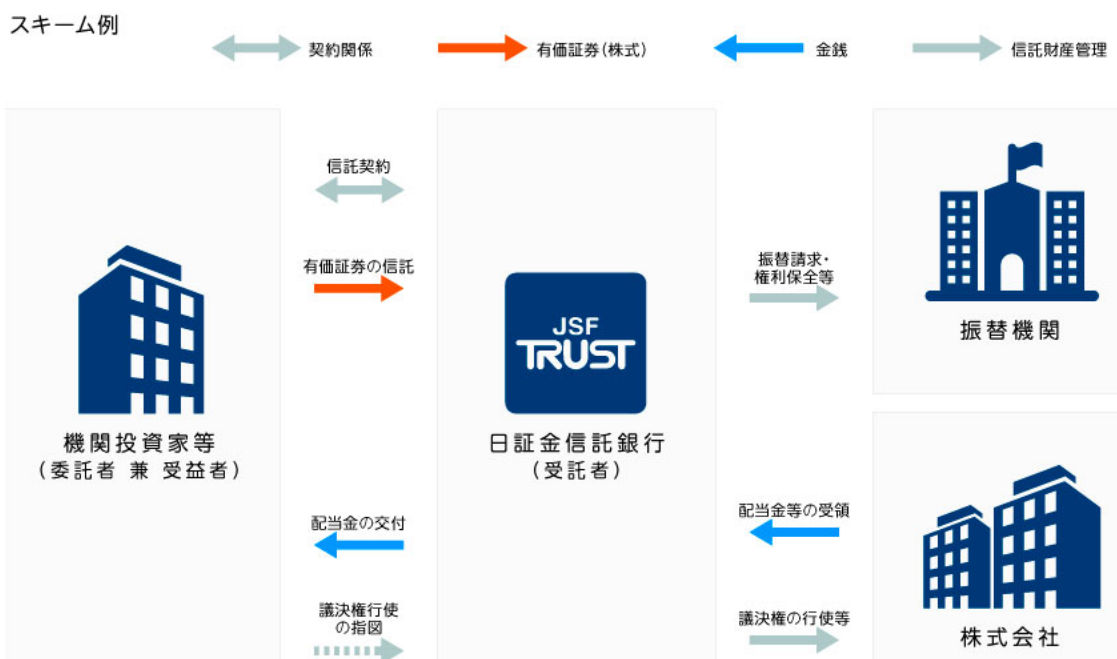 スキーム例
契約関係
有価証券(株式)
金銭
信託財産管理
信託契約
有価証券の信託
機関投資家等
(委託者 兼 受益者)
JSF
TRUST
日証金信託銀行
(受託者)
振替請求・
権利保全等
振替機関
配当金の交付
議決権行使
の指図
配当金等の受領
議決権の行使等
株式会社